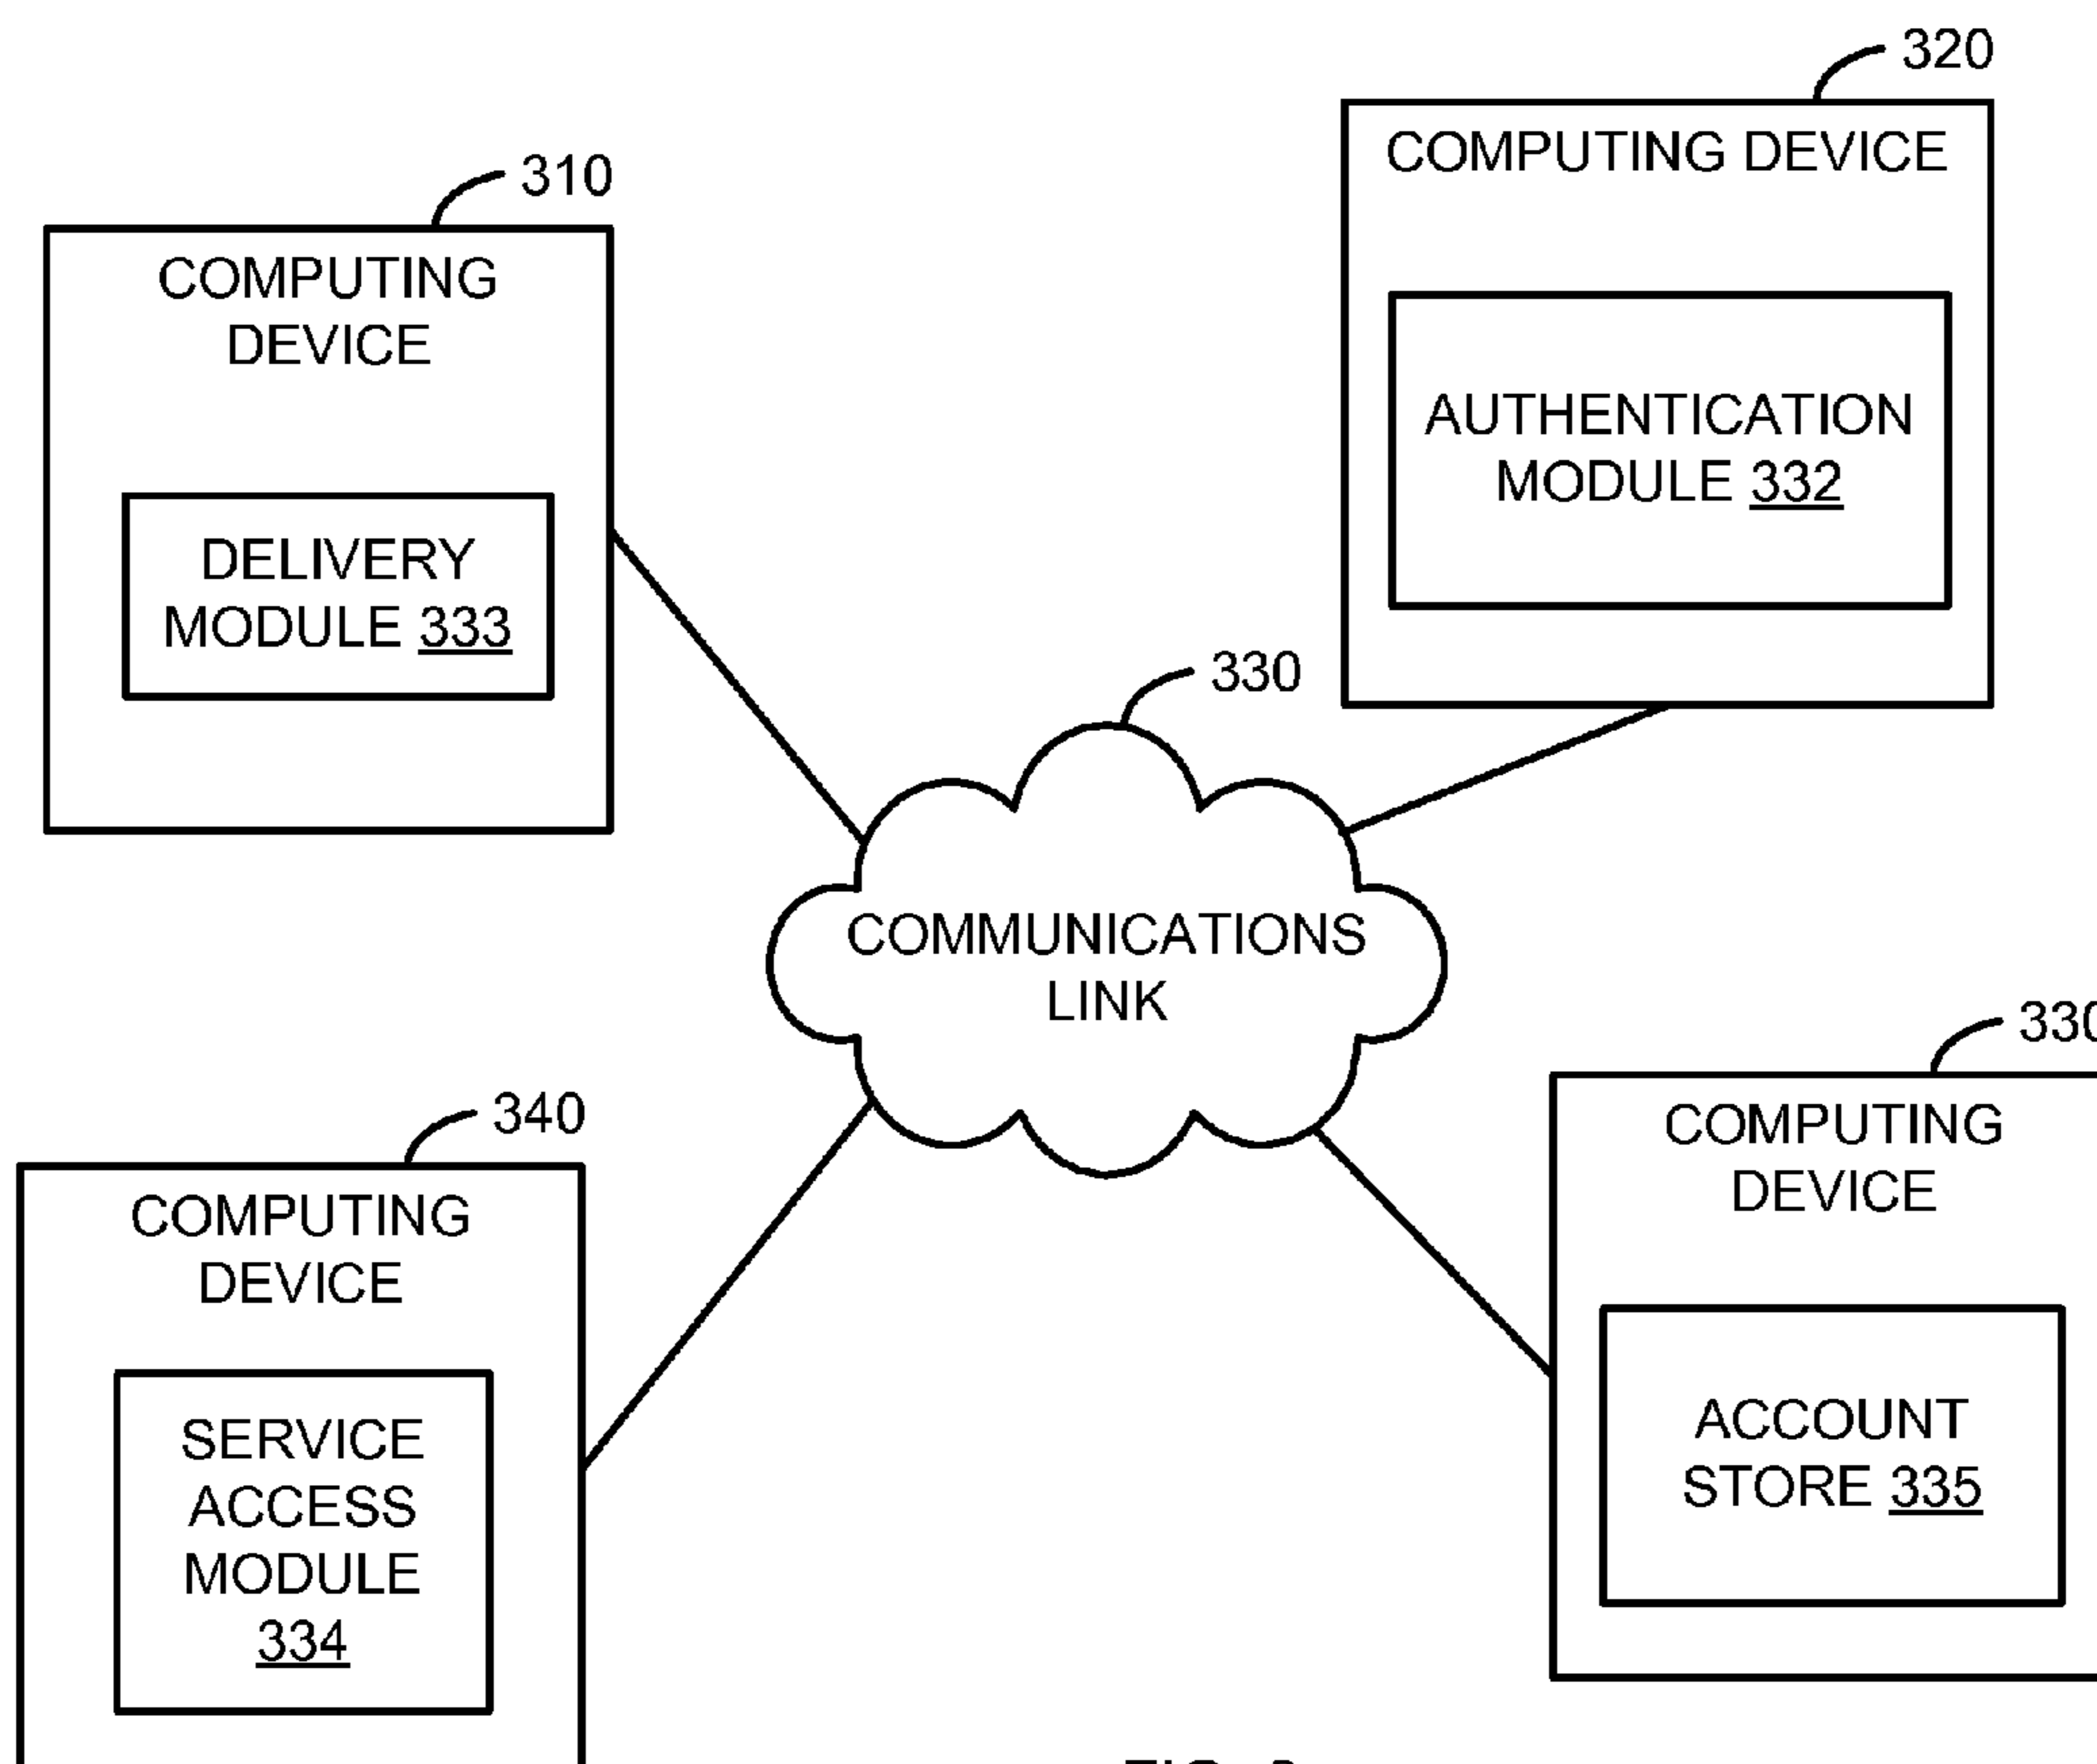 320
COMPUTING DEVICE
AUTHENTICATION
MODULE 332
310
COMPUTING
DEVICE
DELIVERY
MODULE 333
330
COMMUNICATIONS
LINK
330
COMPUTING
DEVICE
ACCOUNT
STORE 335
340
COMPUTING
DEVICE
SERVICE
ACCESS
MODULE
334